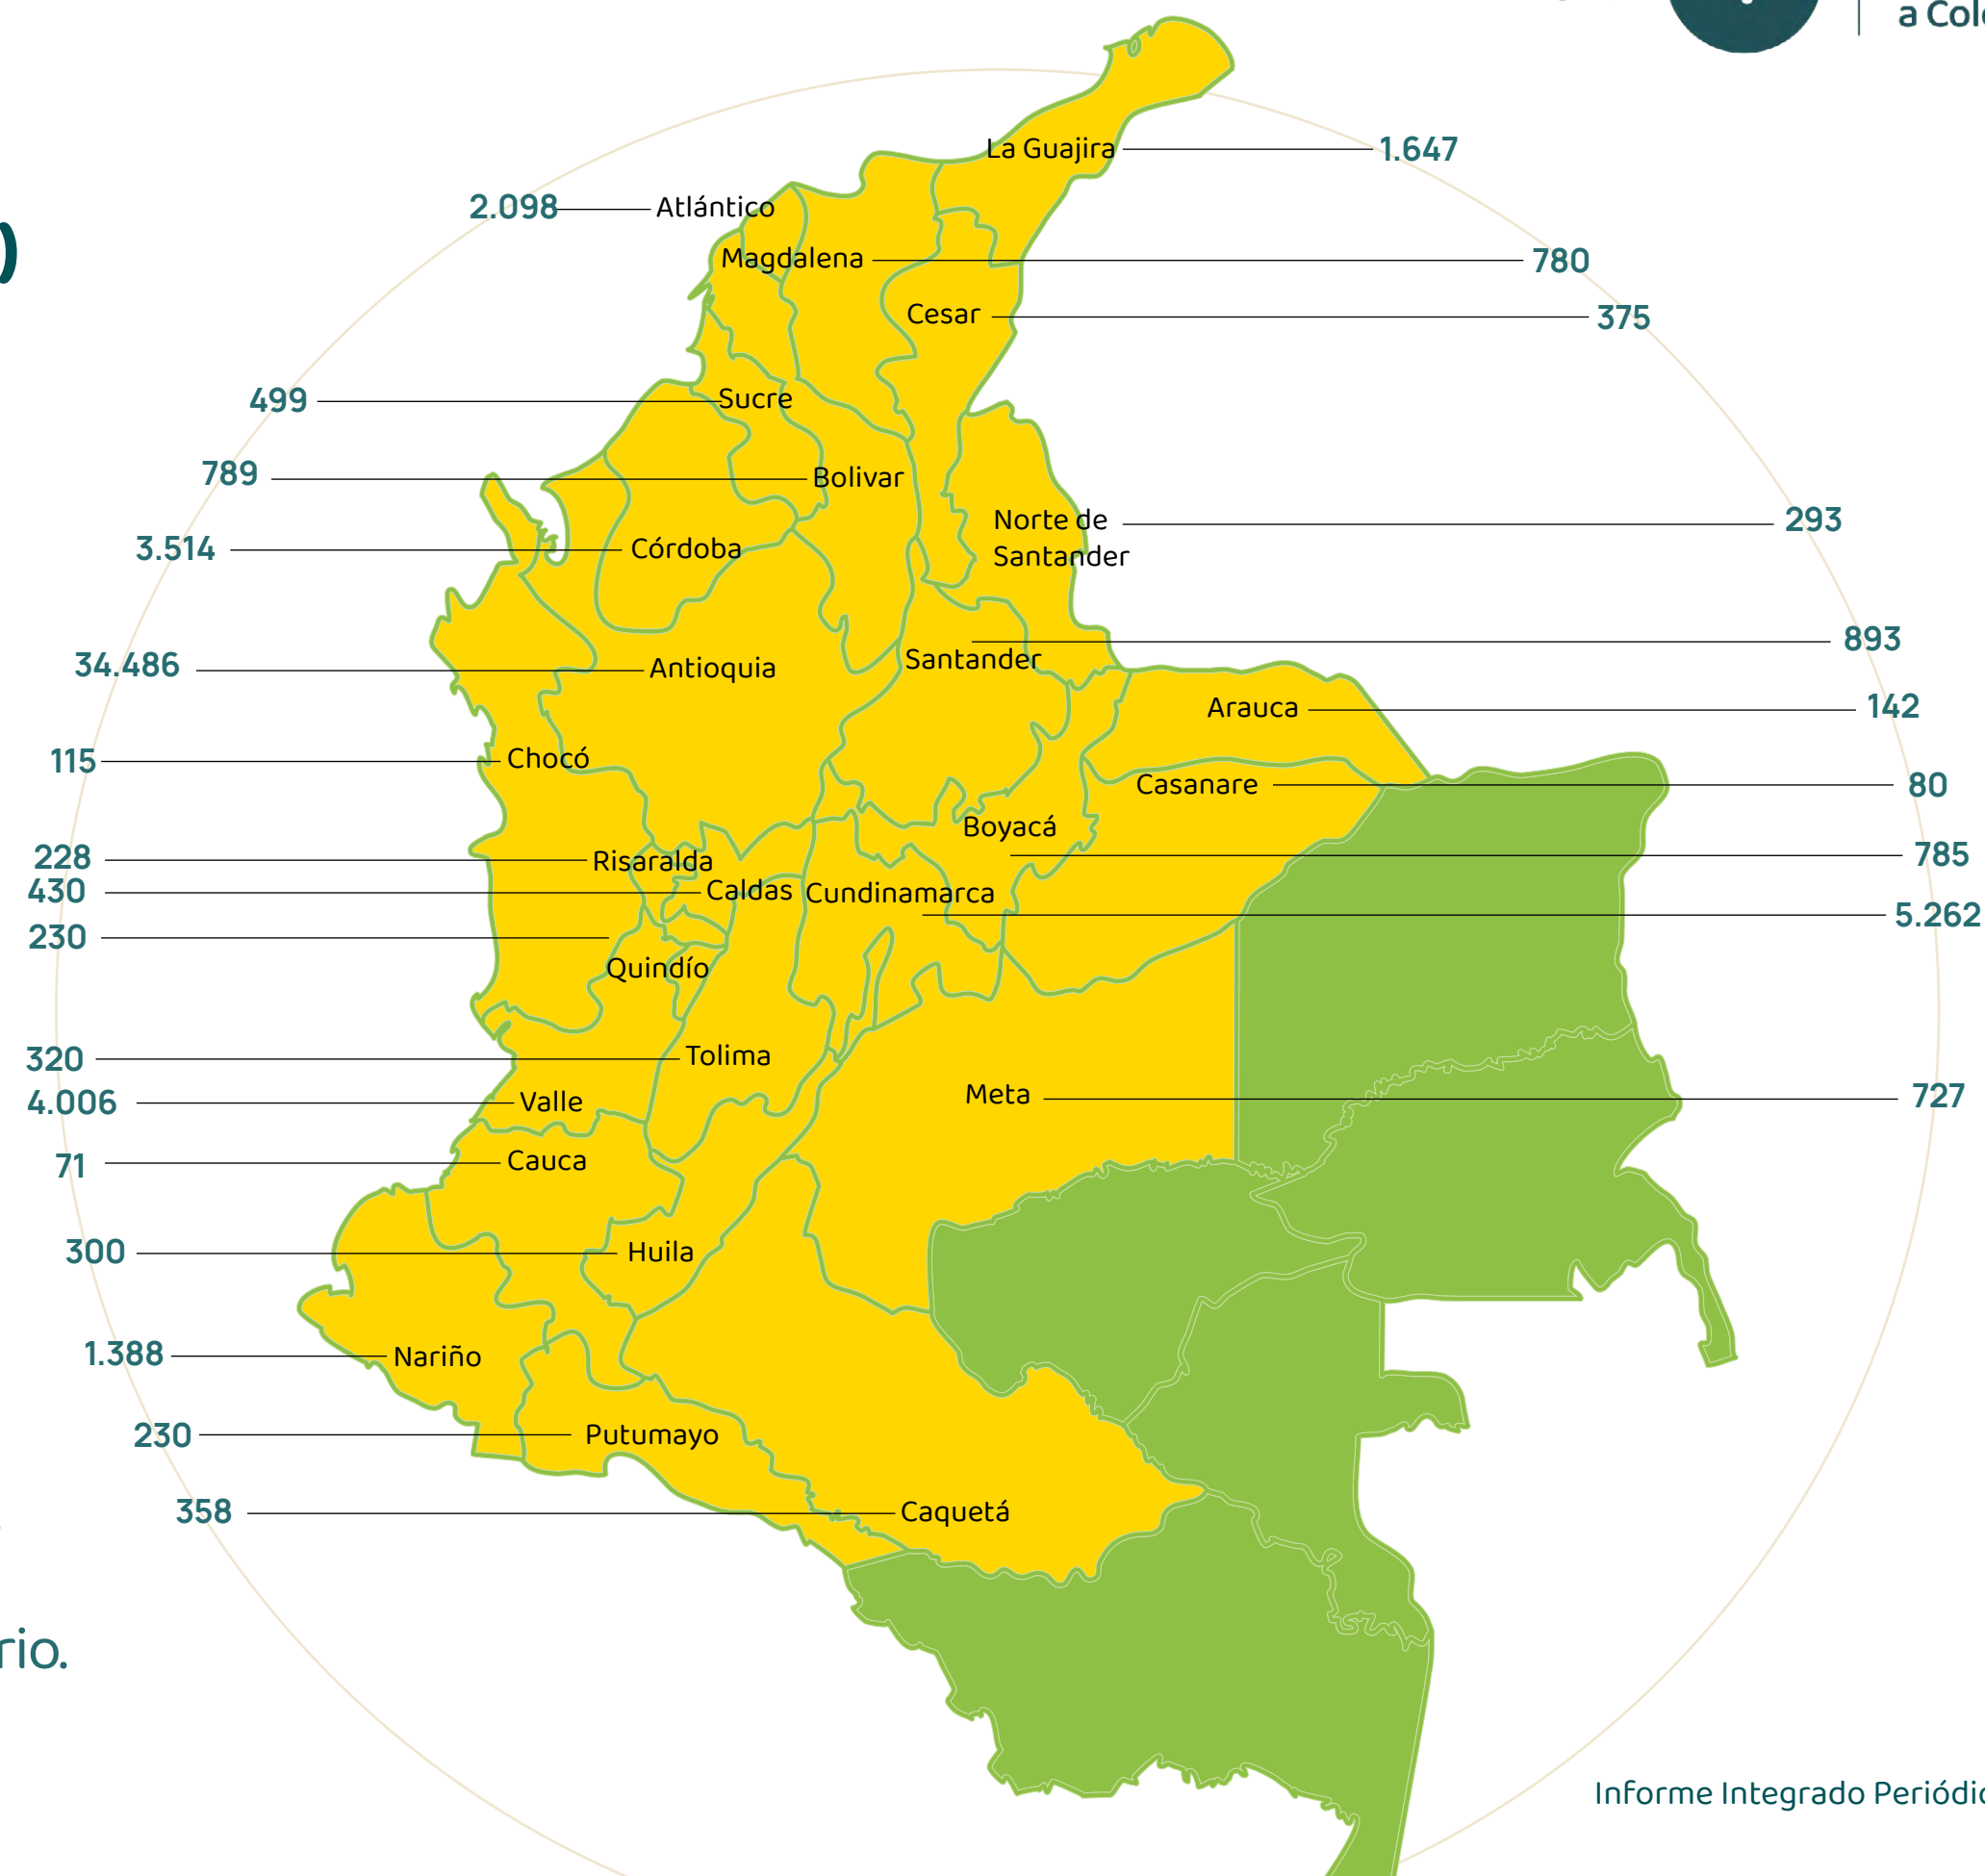 a Col
)
La Guajira 1.647
2.098 Atlántico
Magdalena 780
Cesar 375
499 Sucre
789 Bolivar
Norte de 293
Santander
3.514 Córdoba
893
Santander
34.486 Antioquia
Arauca 142
115 Chocó
Casanare 80
Boyacá
785
228 Risaralda
430 Caldas
Cundinamarca
5.262
230
Quindío
320 Tolima
4.006 Valle
Meta 727
71 Cauca
300 Huila
1.388 Nariño
230 Putumayo
358 Caquetá
rio.
Informe Integrado Periódic